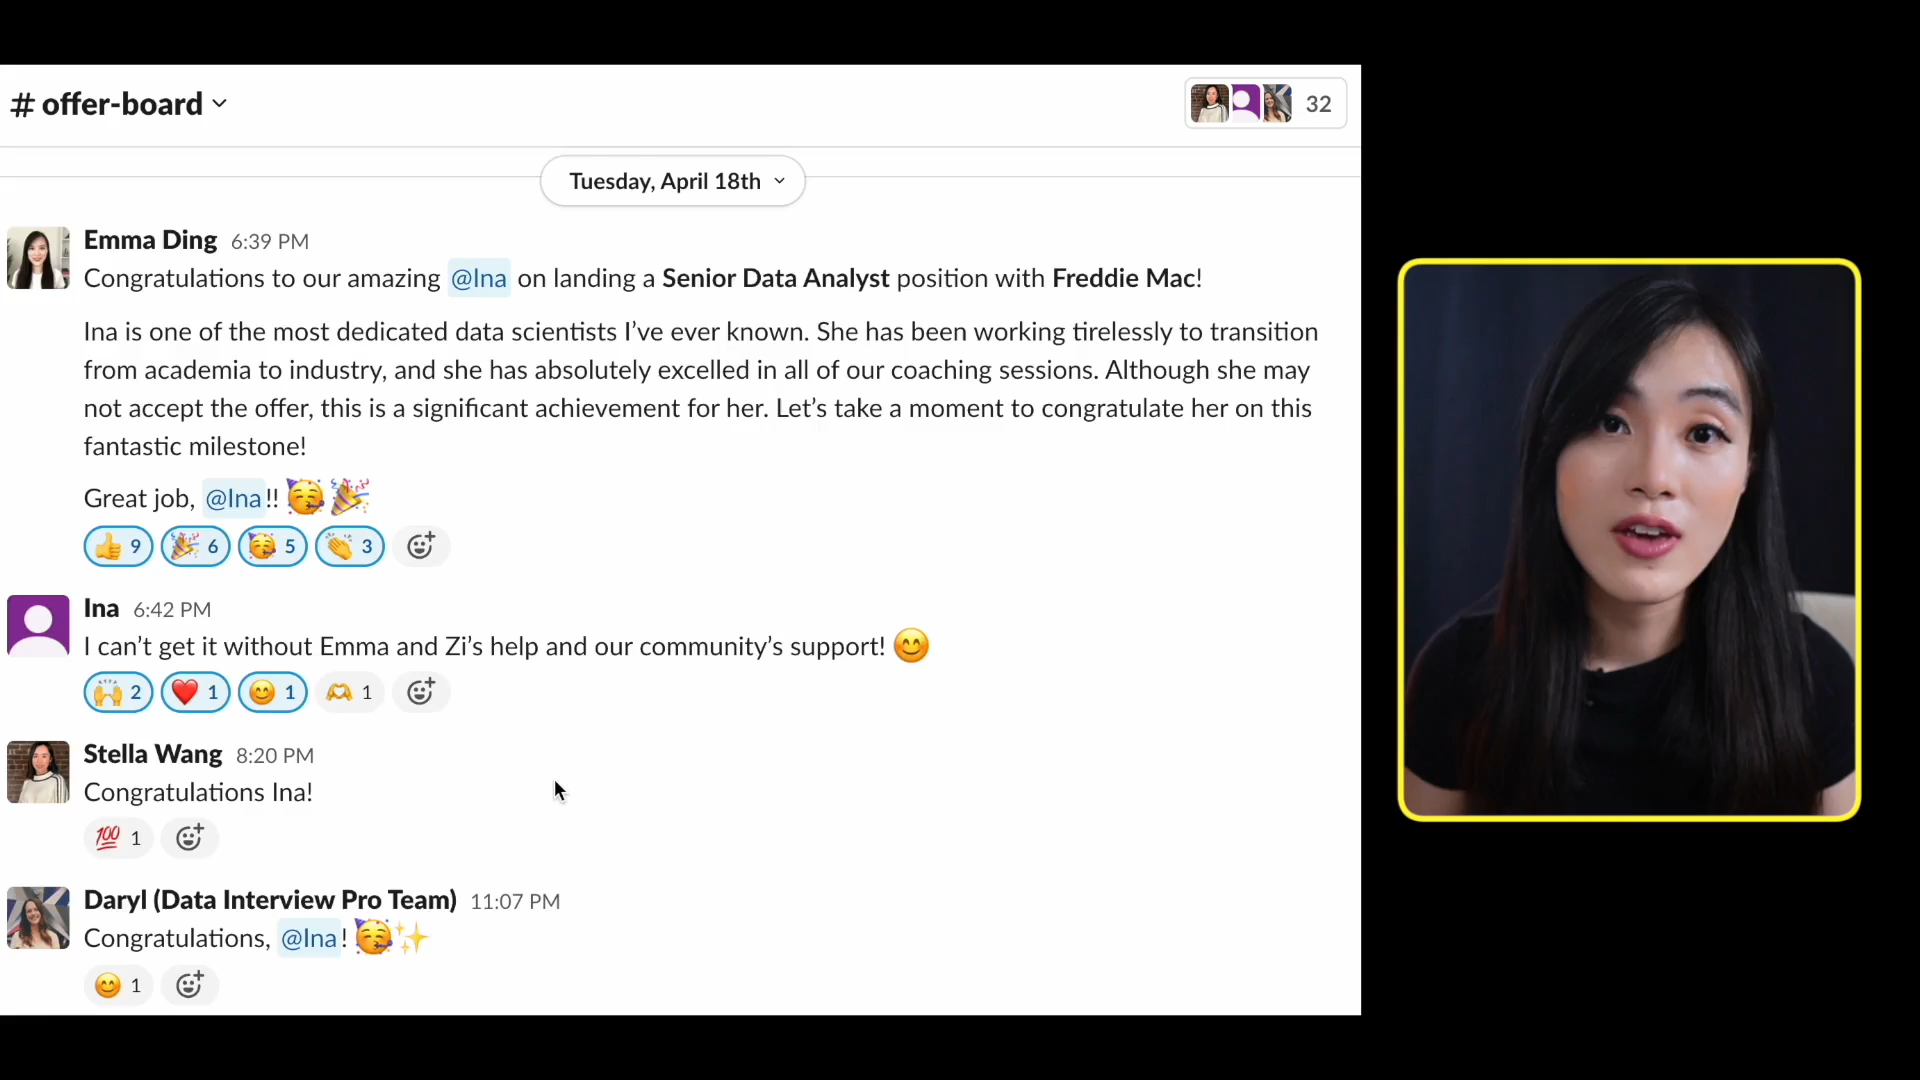 # offer-board
32
Tuesday, April 18th
Emma Ding 6:39 PM
Congratulations to our amazing @Ina on landing a Senior Data Analyst position with Freddie Mac!
Ina is one of the most dedicated data scientists I’ve ever known. She has been working tirelessly to transition
from academia to industry, and she has absolutely excelled in all of our coaching sessions. Although she may
not accept the offer, this is a significant achievement for her. Let’s take a moment to congratulate her on this
fantastic milestone!
Great job, @Ina!! 🥳🎉
👍 9 🎉 6 🥳 5 👏 3
Ina 6:42 PM
I can’t get it without Emma and Zi’s help and our community’s support! 😊
🙌 2 ❤️ 1 😊 1 🫶 1
Stella Wang 8:20 PM
Congratulations Ina!
💯 1
Daryl (Data Interview Pro Team) 11:07 PM
Congratulations, @Ina! 🥳✨
😊 1